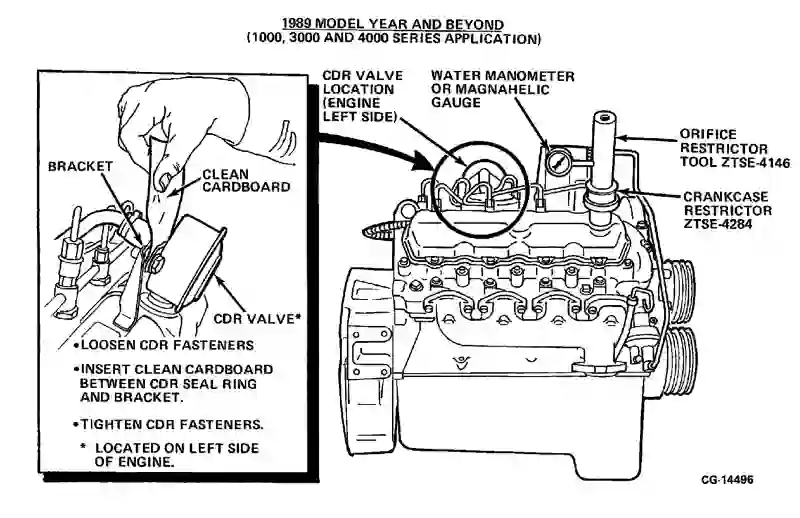 1989 MODEL YEAR AND BEYOND
(1000, 3000 AND 4000 SERIES APPLICATION)
CDR VALVE
LOCATION
(ENGINE
LEFT SIDE)
WATER MANOMETER
OR MAGNAHELIC
GAUGE
ORIFICE
RESTRICTOR
TOOL ZTSE-4146
CRANKCASE
RESTRICTOR
ZTSE-4284
BRACKET
CLEAN
CARDBOARD
CDR VALVE*
•LOOSEN CDR FASTENERS
•INSERT CLEAN CARDBOARD
BETWEEN CDR SEAL RING
AND BRACKET.
•TIGHTEN CDR FASTENERS.
* LOCATED ON LEFT SIDE
OF ENGINE.
CG-14496